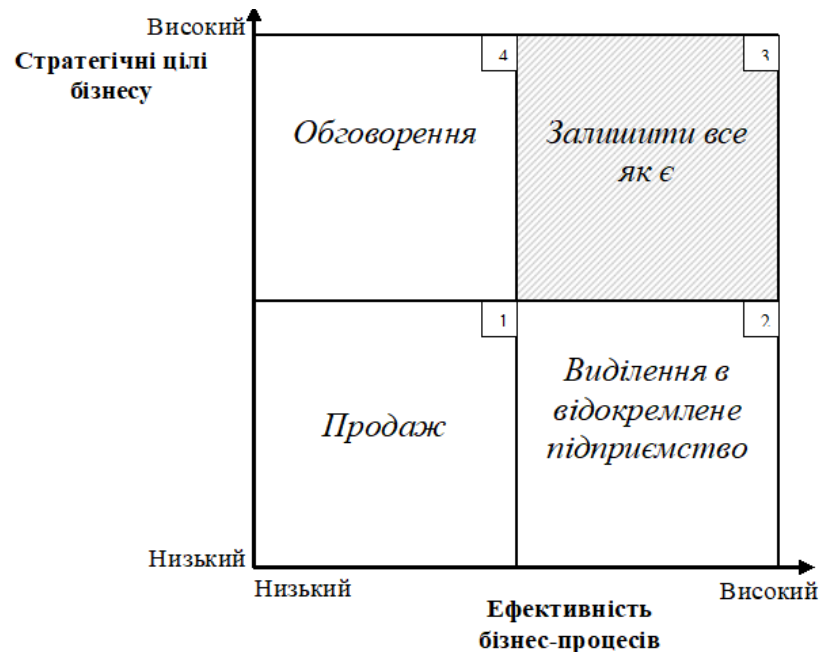 Високий
Стратегічні цілі
бізнесу
4
3
Обговорення
Залишити все
як є
1
2
Продаж
Виділення в
відокремлене
підприємство
Низький
Низький
Високий
Ефективність
бізнес-процесів